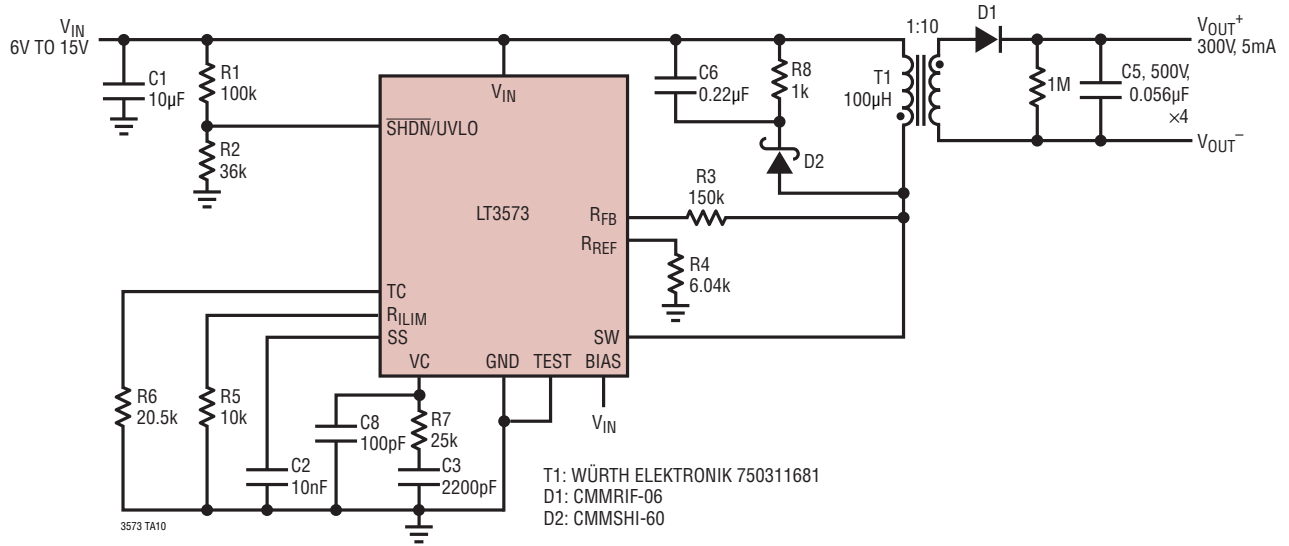 VIN
6V TO 15V
C1
10µF
R1
100k
R2
36k
VIN
SHDN/UVLO
LT3573
RFB
RREF
TC
RILIM
SS
SW
VC
GND
TEST
BIAS
VIN
C6
0.22µF
R8
1k
D2
R3
150k
R4
6.04k
T1
100µH
1:10
D1
1M
C5, 500V,
0.056µF
×4
VOUT+
300V, 5mA
VOUT–
R6
20.5k
R5
10k
C2
10nF
C8
100pF
R7
25k
C3
2200pF
T1: WÜRTH ELEKTRONIK 750311681
D1: CMMRIF-06
D2: CMMSHI-60
3573 TA10